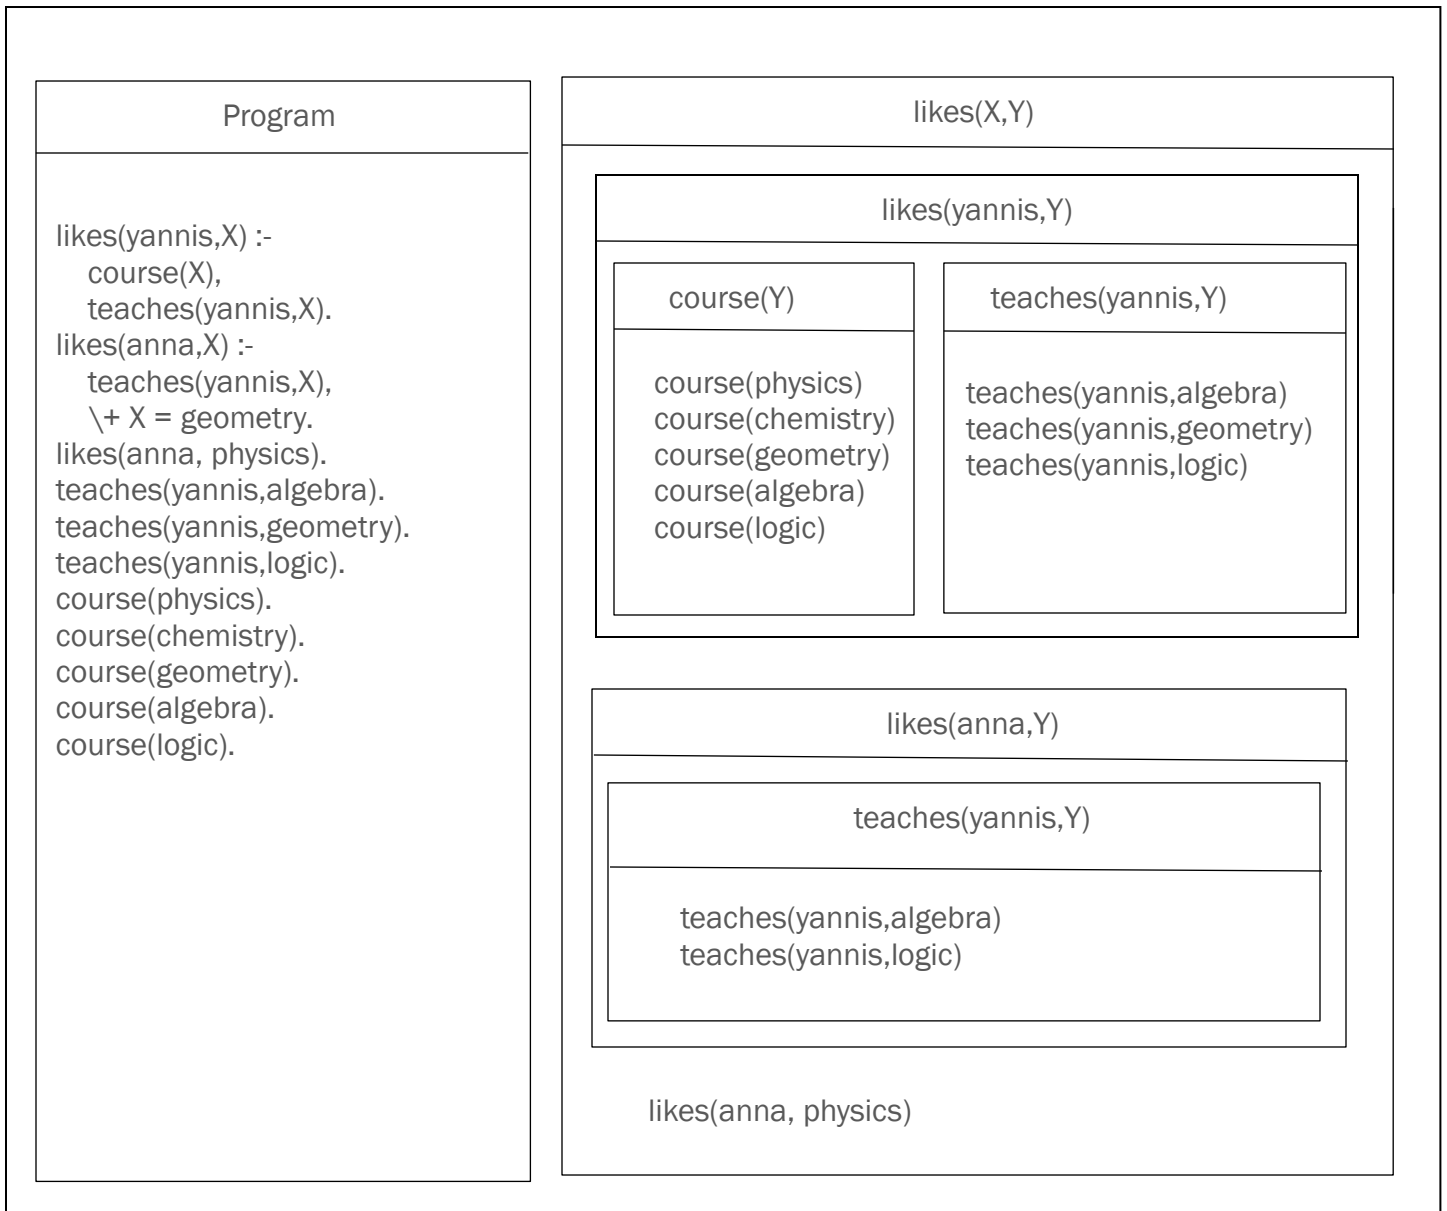 Program
likes(yannis,X) :-
course(X),
teaches(yannis,X).
likes(anna,X) :-
teaches(yannis,X),
\+ X = geometry.
likes(anna, physics).
teaches(yannis,algebra).
teaches(yannis,geometry).
teaches(yannis,logic).
course(physics).
course(chemistry).
course(geometry).
course(algebra).
course(logic).
likes(X,Y)
likes(yannis,Y)
course(Y)
course(physics)
course(chemistry)
course(geometry)
course(algebra)
course(logic)
teaches(yannis,Y)
teaches(yannis,algebra)
teaches(yannis,geometry)
teaches(yannis,logic)
likes(anna,Y)
teaches(yannis,Y)
teaches(yannis,algebra)
teaches(yannis,logic)
likes(anna, physics)